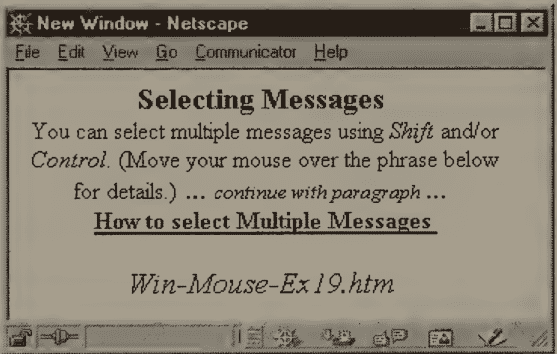 New Window - Netscape
File Edit View Go Communicator Help
Selecting Messages
You can select multiple messages using Shift and/or
Control. (Move your mouse over the phrase below
for details.) ... continue with paragraph ...
How to select Multiple Messages
Win-Mouse-Ex19.htm